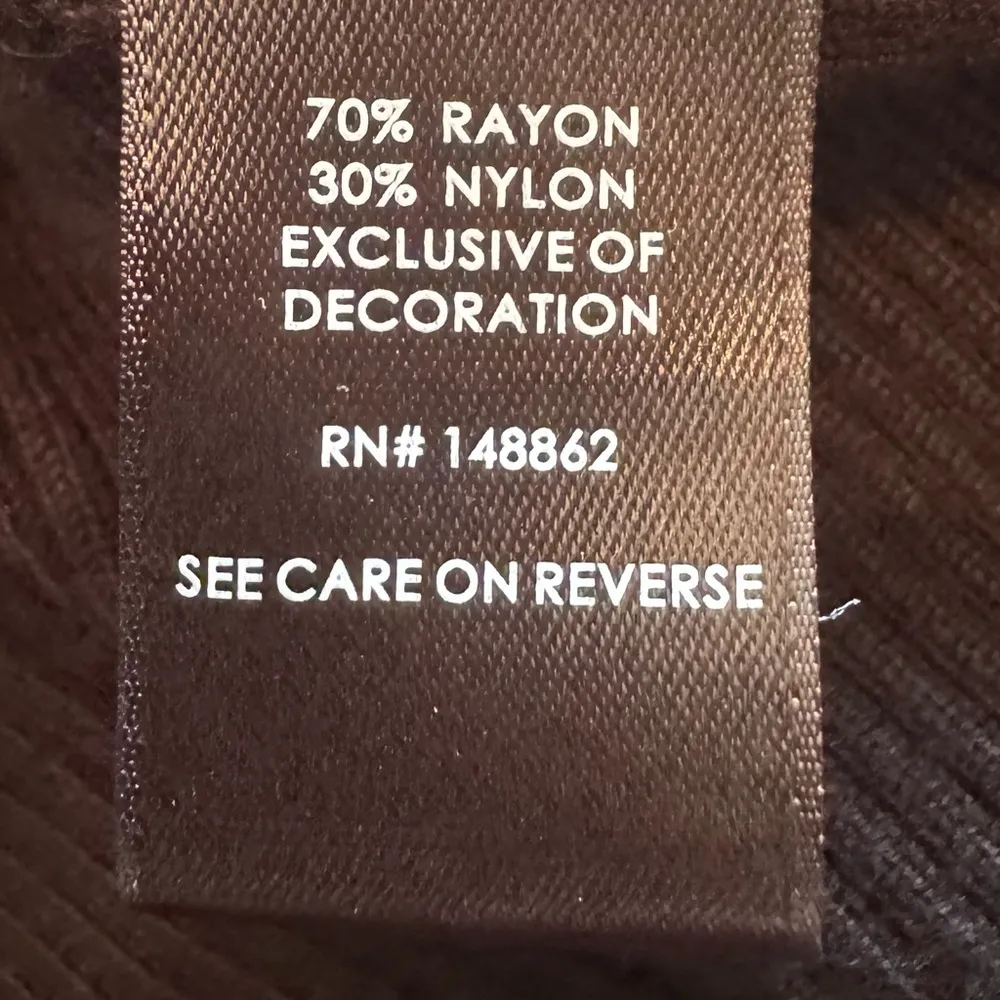 70% RAYON
30% NYLON
EXCLUSIVE OF
DECORATION
RN# 148862
SEE CARE ON REVERSE